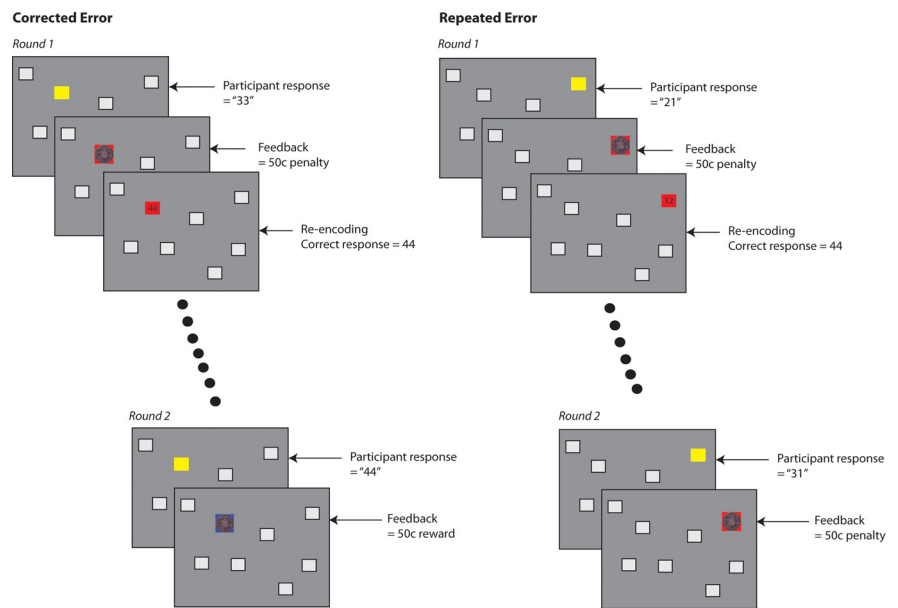 Corrected Error
Round 1
Participant response
= “33”
Feedback
= 50c penalty
44
Re-encoding
Correct response = 44
Round 2
Participant response
= “44”
Feedback
= 50c reward
Repeated Error
Round 1
Participant response
= “21”
Feedback
= 50c penalty
12
Re-encoding
Correct response = 44
Round 2
Participant response
= “31”
Feedback
= 50c penalty